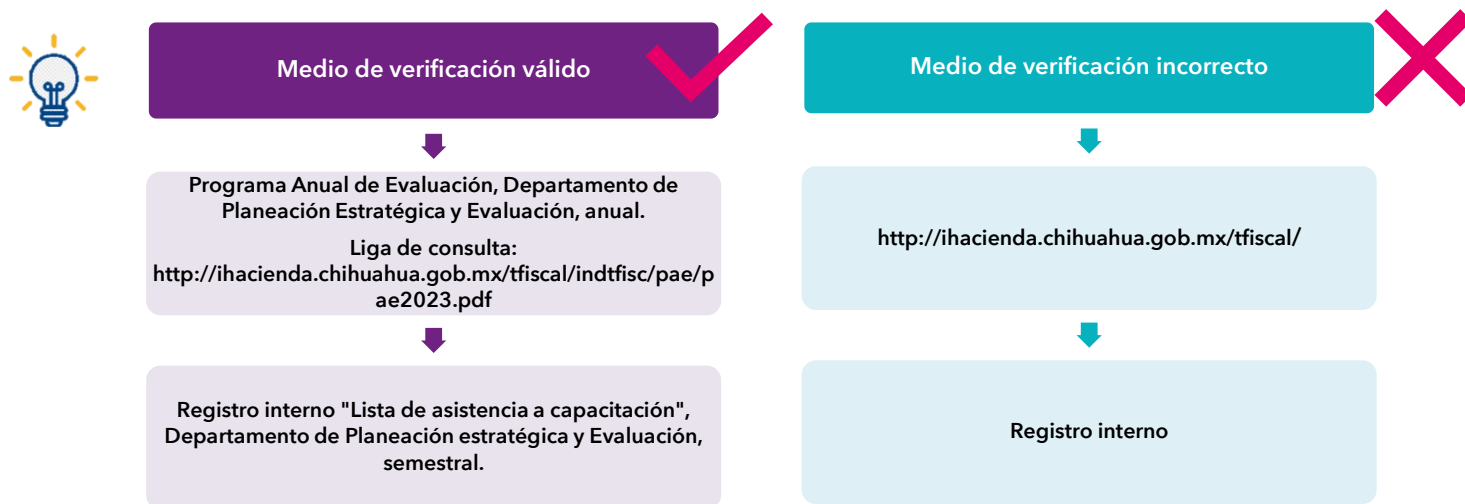 Medio de verificación válido
Programa Anual de Evaluación, Departamento de
Planeación Estratégica y Evaluación, anual.
Liga de consulta:
http://ihacienda.chihuahua.gob.mx/tfiscal/indtfisc/pae/p
ae2023.pdf
Registro interno "Lista de asistencia a capacitación",
Departamento de Planeación estratégica y Evaluación,
semestral.
Medio de verificación incorrecto
http://ihacienda.chihuahua.gob.mx/tfiscal/
Registro interno